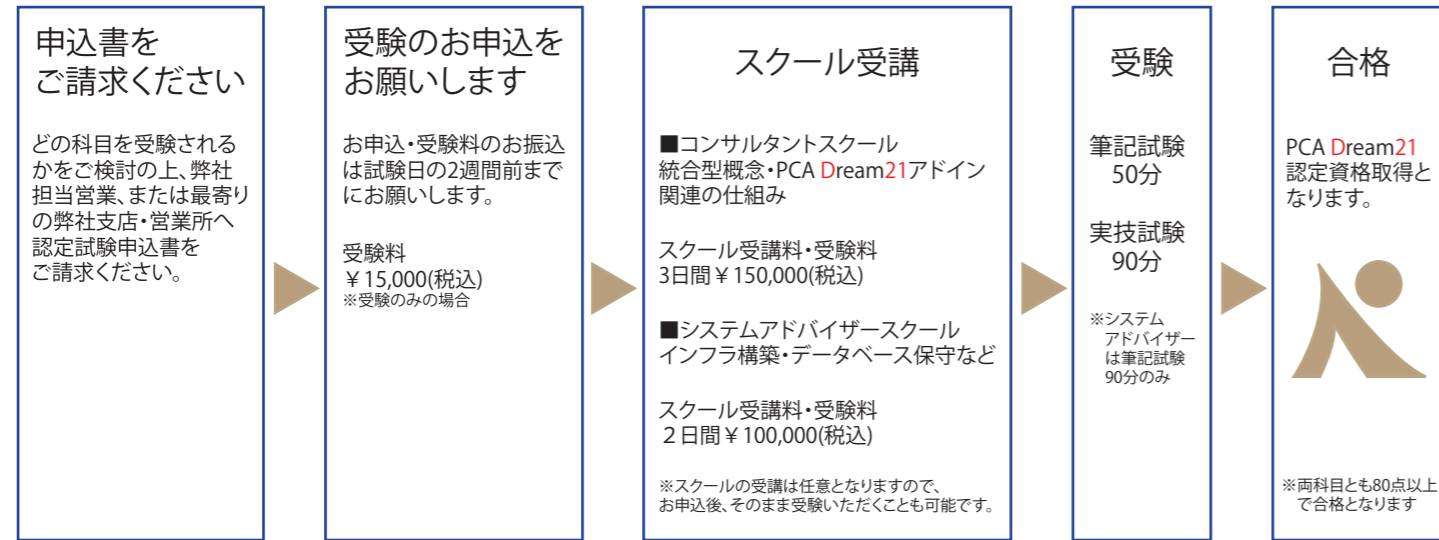 申込書を
ご請求ください
どの科目を受験される
かをご検討の上、弊社
担当営業、または最寄り
の弊社支店・営業所へ
認定試験申込書を
ご請求ください。
受験のお申込を
お願いします
お申込・受験料のお振込
は試験日の2週間前まで
にお願いします。
受験料
￥15,000(税込)
※受験のみの場合
スクール受講
■コンサルタントスクール
統合型概念・PCA Dream21アドイン
関連の仕組み
スクール受講料・受験料
3日間￥150,000(税込)
■システムアドバイザースクール
インフラ構築・データベース保守など
スクール受講料・受験料
２日間￥100,000(税込)
※スクールの受講は任意となりますので、
お申込後、そのまま受験いただくことも可能です。
受験
筆記試験
50分
実技試験
90分
※システム
アドバイザー
は筆記試験
90分のみ
合格
PCA Dream21
認定資格取得と
なります。
※両科目とも80点以上
で合格となります